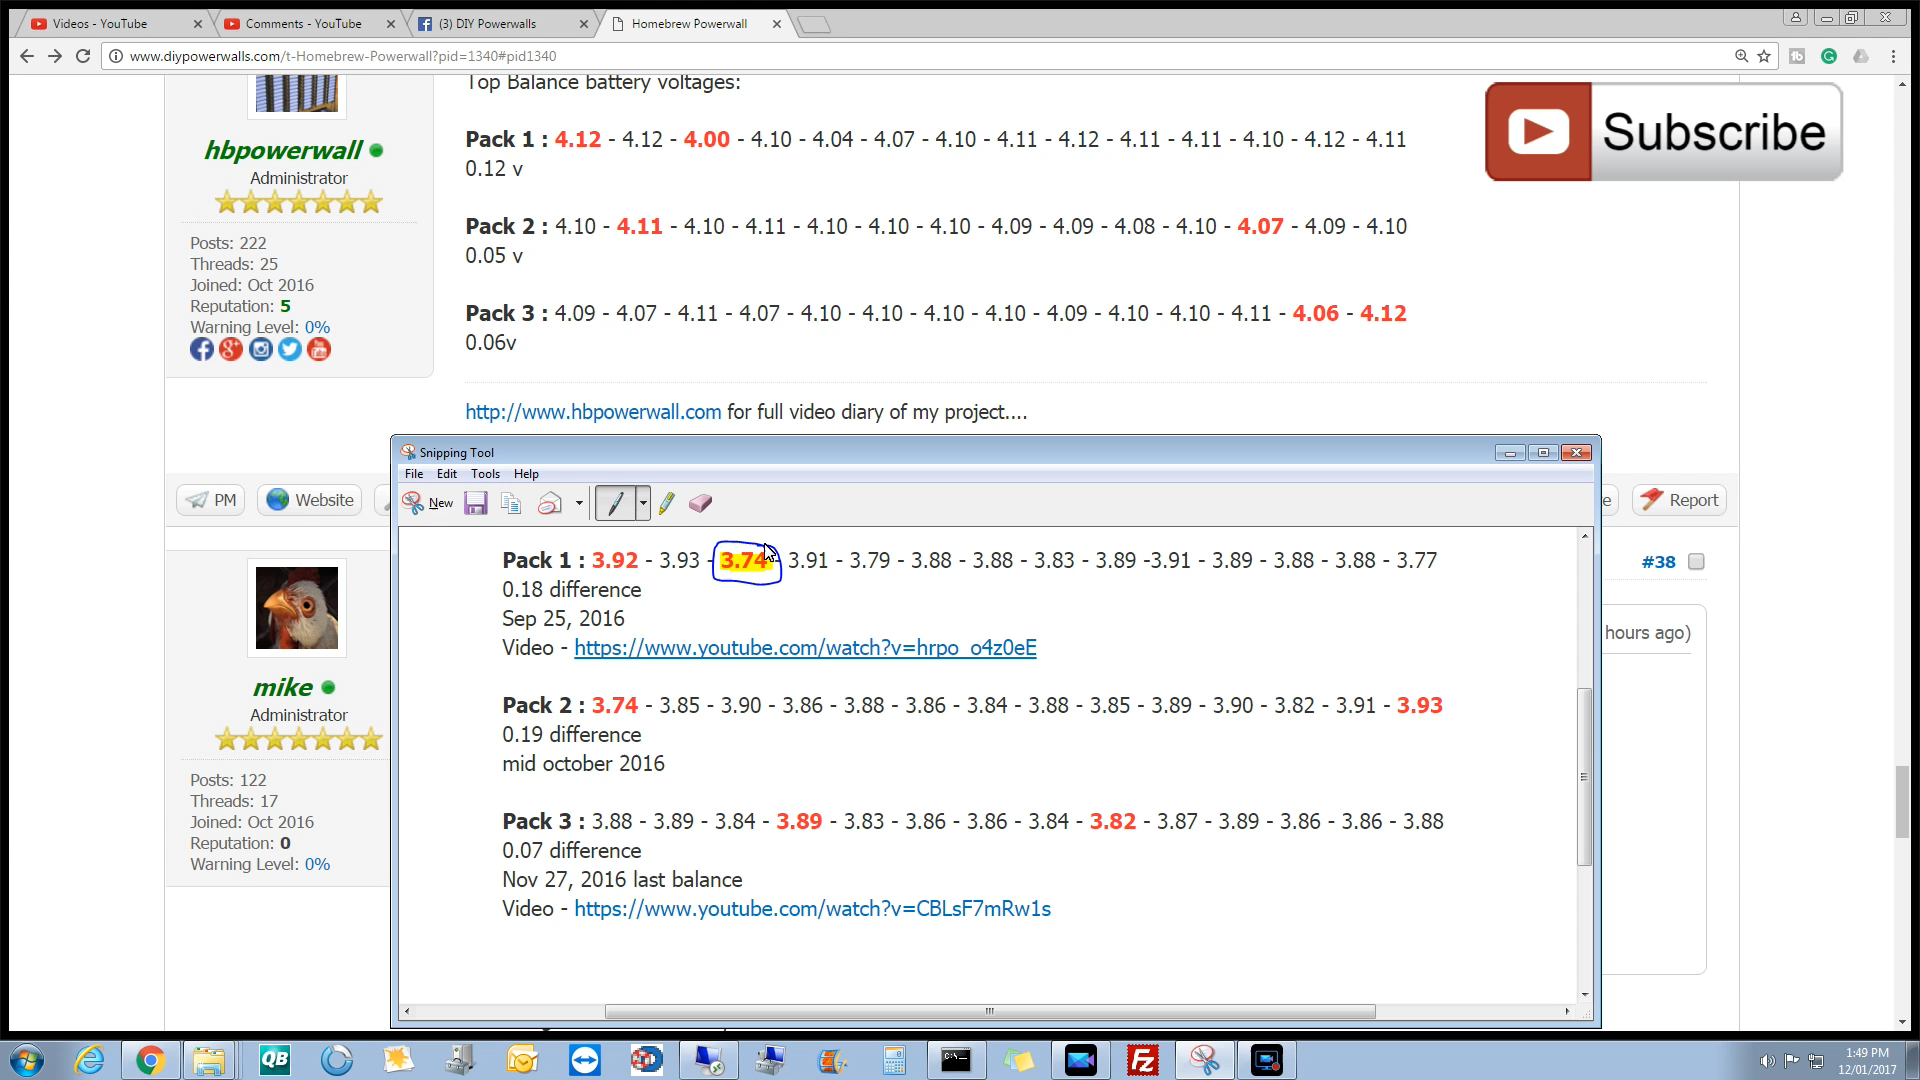 Videos - YouTube
Comments - YouTube
(3) DIY Powerwalls
Homebrew Powerwall
www.diypowerwalls.com/t-Homebrew-Powerwall?pid=1340#pid1340
Top Balance battery voltages:
Subscribe
Pack 1 : 4.12 - 4.12 - 4.00 - 4.10 - 4.04 - 4.07 - 4.10 - 4.11 - 4.12 - 4.11 - 4.11 - 4.10 - 4.12 - 4.11
0.12 v
Pack 2 : 4.10 - 4.11 - 4.10 - 4.11 - 4.10 - 4.10 - 4.10 - 4.09 - 4.09 - 4.08 - 4.10 - 4.07 - 4.09 - 4.10
0.05 v
Pack 3 : 4.09 - 4.07 - 4.11 - 4.07 - 4.10 - 4.10 - 4.10 - 4.10 - 4.09 - 4.10 - 4.10 - 4.11 - 4.06 - 4.12
0.06v
http://www.hbpowerwall.com for full video diary of my project....
hbpowerwall
Administrator
Posts: 222
Threads: 25
Joined: Oct 2016
Reputation: 5
Warning Level: 0%
PM
Website
Report
#38
hours ago)
mike
Administrator
Posts: 122
Threads: 17
Joined: Oct 2016
Reputation: 0
Warning Level: 0%
Snipping Tool
File Edit Tools Help
New
Pack 1 : 3.92 - 3.93 - 3.74 - 3.91 - 3.79 - 3.88 - 3.88 - 3.83 - 3.89 -3.91 - 3.89 - 3.88 - 3.88 - 3.77
0.18 difference
Sep 25, 2016
Video - https://www.youtube.com/watch?v=hrpo_o4z0eE
Pack 2 : 3.74 - 3.85 - 3.90 - 3.86 - 3.88 - 3.86 - 3.84 - 3.88 - 3.85 - 3.89 - 3.90 - 3.82 - 3.91 - 3.93
0.19 difference
mid october 2016
Pack 3 : 3.88 - 3.89 - 3.84 - 3.89 - 3.83 - 3.86 - 3.86 - 3.84 - 3.82 - 3.87 - 3.89 - 3.86 - 3.86 - 3.88
0.07 difference
Nov 27, 2016 last balance
Video - https://www.youtube.com/watch?v=CBLsF7mRw1s
QB
C:\_
FZ
1:49 PM
12/01/2017